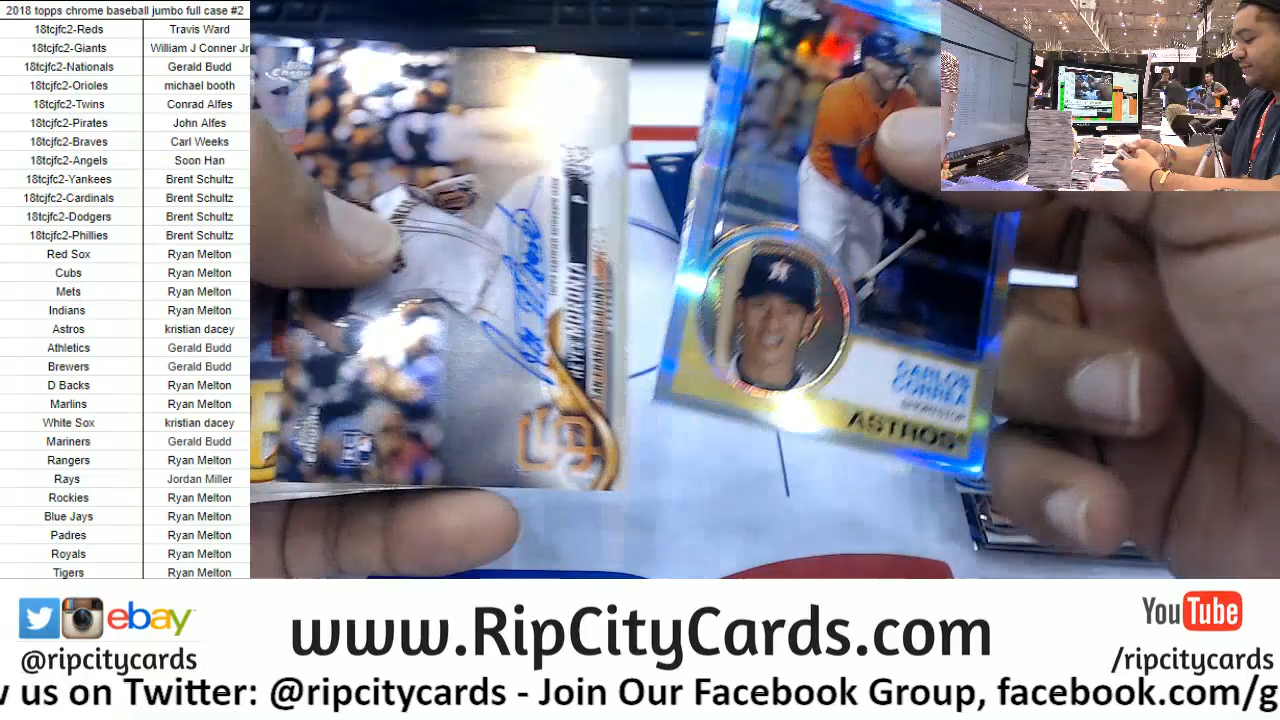 2018 topps chrome baseball jumbo full case #2
18tcjfc2-Reds Travis Ward
18tcjfc2-Giants William J Conner Jr
18tcjfc2-Nationals Gerald Budd
18tcjfc2-Orioles michael booth
18tcjfc2-Twins Conrad Alfes
18tcjfc2-Pirates John Alfes
18tcjfc2-Braves Carl Weeks
18tcjfc2-Angels Soon Han
18tcjfc2-Yankees Brent Schultz
18tcjfc2-Cardinals Brent Schultz
18tcjfc2-Dodgers Brent Schultz
18tcjfc2-Phillies Brent Schultz
Red Sox Ryan Melton
Cubs Ryan Melton
Mets Ryan Melton
Indians Ryan Melton
Astros kristian dacey
Athletics Gerald Budd
Brewers Gerald Budd
D Backs Ryan Melton
Marlins Ryan Melton
White Sox kristian dacey
Mariners Gerald Budd
Rangers Ryan Melton
Rays Jordan Miller
Rockies Ryan Melton
Blue Jays Ryan Melton
Padres Ryan Melton
Royals Ryan Melton
Tigers Ryan Melton
REYES MORONTA P
CARLOS
CORREA
SHORTSTOP
ASTROS
ebay
@ripcitycards
www.RipCityCards.com
YouTube
/ripcitycards
w us on Twitter: @ripcitycards - Join Our Facebook Group, facebook.com/g